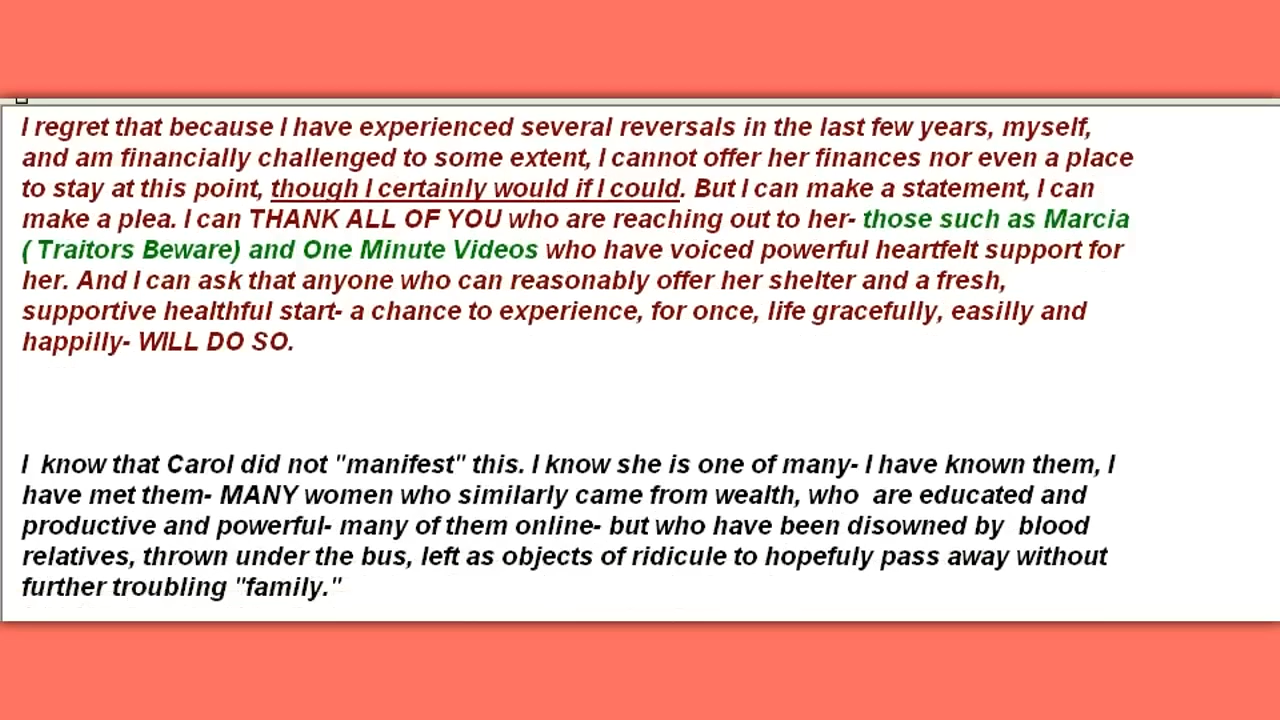 I regret that because I have experienced several reversals in the last few years, myself,
and am financially challenged to some extent, I cannot offer her finances nor even a place
to stay at this point, though I certainly would if I could. But I can make a statement, I can
make a plea. I can THANK ALL OF YOU who are reaching out to her- those such as Marcia
( Traitors Beware) and One Minute Videos who have voiced powerful heartfelt support for
her. And I can ask that anyone who can reasonably offer her shelter and a fresh,
supportive healthful start- a chance to experience, for once, life gracefully, easilly and
happilly- WILL DO SO.
I  know that Carol did not "manifest" this. I know she is one of many- I have known them, I
have met them- MANY women who similarly came from wealth, who  are educated and
productive and powerful- many of them online- but who have been disowned by  blood
relatives, thrown under the bus, left as objects of ridicule to hopefuly pass away without
further troubling "family."